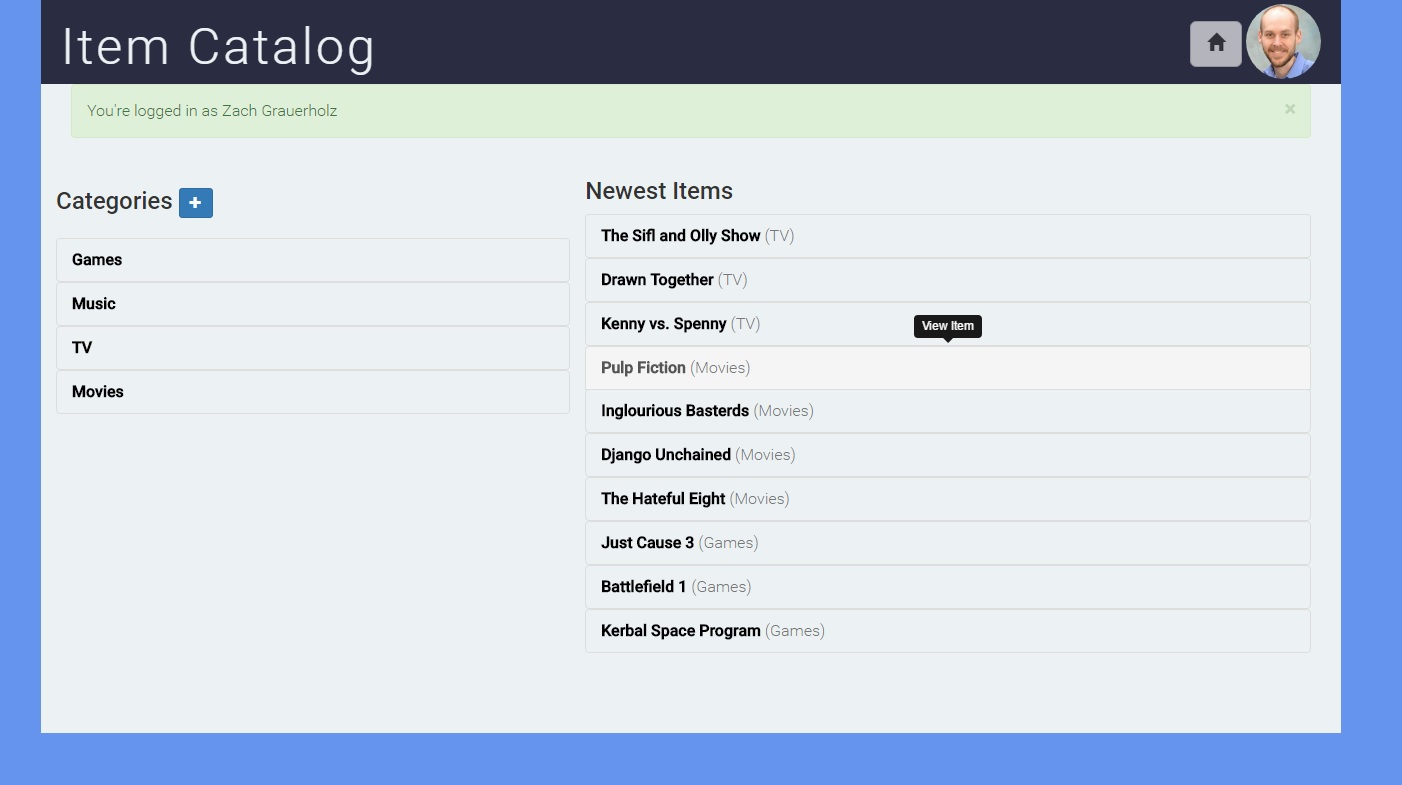 Item Catalog
You're logged in as Zach Grauerholz
×
Categories +
Games
Music
TV
Movies
Newest Items
The Sifl and Olly Show (TV)
Drawn Together (TV)
Kenny vs. Spenny (TV)
View Item
Pulp Fiction (Movies)
Inglourious Basterds (Movies)
Django Unchained (Movies)
The Hateful Eight (Movies)
Just Cause 3 (Games)
Battlefield 1 (Games)
Kerbal Space Program (Games)